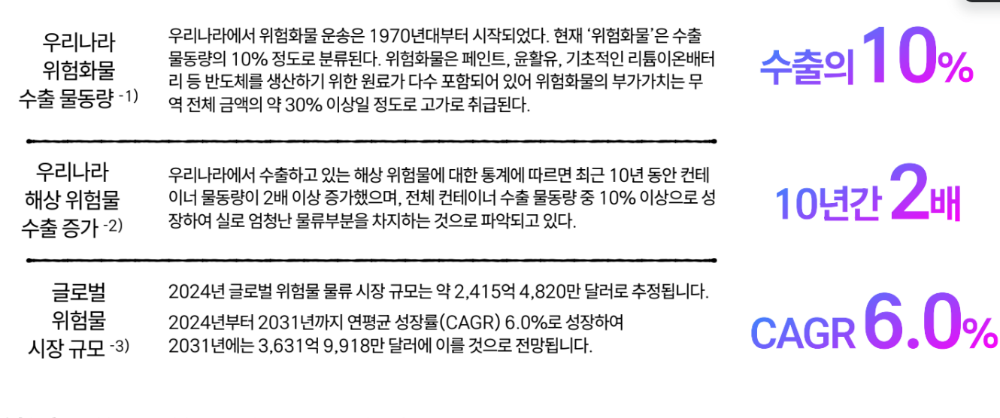 우리나라
위험화물
수출 물동량 -1)
우리나라에서 위험화물 운송은 1970년대부터 시작되었다. 현재 ‘위험화물’은 수출
물동량의 10% 정도로 분류된다. 위험화물은 페인트, 윤활유, 기초적인 리튬이온배터
리 등 반도체를 생산하기 위한 원료가 다수 포함되어 있어 위험화물의 부가가치는 무
역 전체 금액의 약 30% 이상일 정도로 고가로 취급된다.
수출의 10%
우리나라
해상 위험물
수출 증가 -2)
우리나라에서 수출하고 있는 해상 위험물에 대한 통계에 따르면 최근 10년 동안 컨테
이너 물동량이 2배 이상 증가했으며, 전체 컨테이너 수출 물동량 중 10% 이상으로 성
장하여 실로 엄청난 물류부분을 차지하는 것으로 파악되고 있다.
10년간 2배
글로벌
위험물
시장 규모 -3)
2024년 글로벌 위험물 물류 시장 규모는 약 2,415억 4,820만 달러로 추정됩니다.
2024년부터 2031년까지 연평균 성장률(CAGR) 6.0%로 성장하여
2031년에는 3,631억 9,918만 달러에 이를 것으로 전망됩니다.
CAGR 6.0%